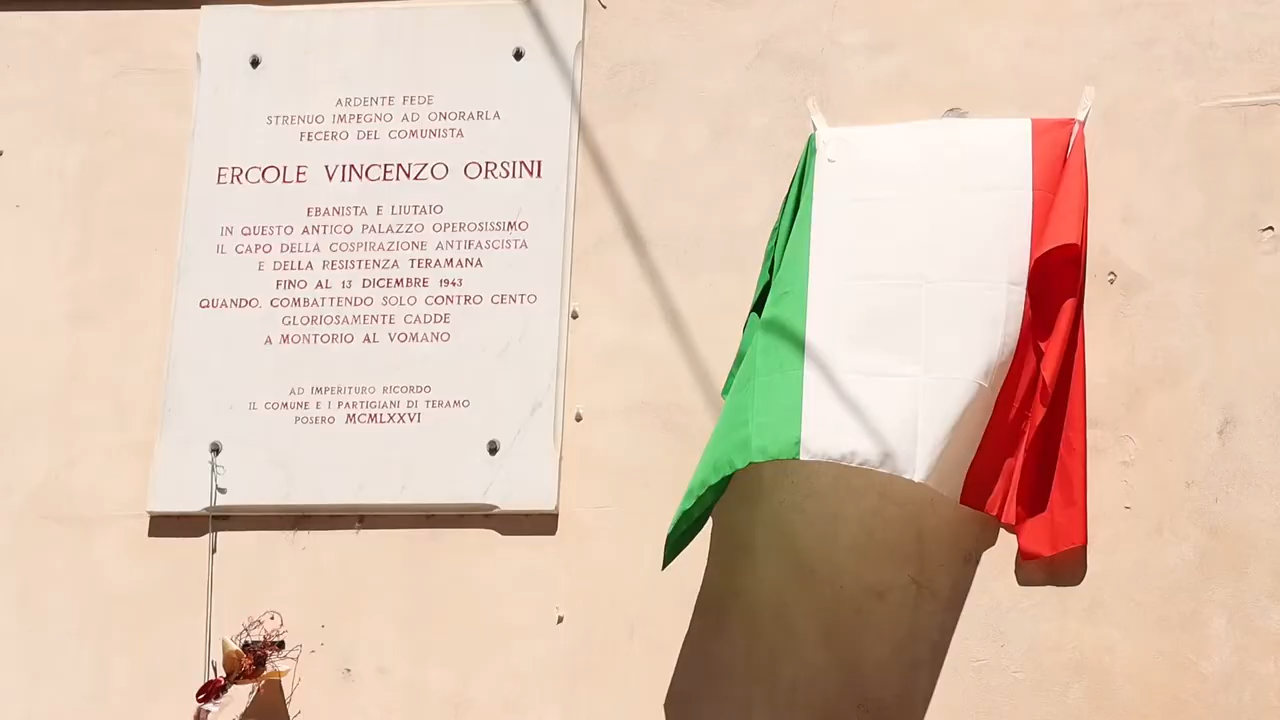 ARDENTE FEDE
STRENUO IMPEGNO AD ONORARLA
FECERO DEL COMUNISTA
ERCOLE VINCENZO ORSINI
EBANISTA E LIUTAIO
IN QUESTO ANTICO PALAZZO OPEROSISSIMO
IL CAPO DELLA COSPIRAZIONE ANTIFASCISTA
E DELLA RESISTENZA TERAMANA
FINO AL 13 DICEMBRE 1943
QUANDO, COMBATTENDO SOLO CONTRO CENTO
GLORIOSAMENTE CADDE
A MONTORIO AL VOMANO
AD IMPERITURO RICORDO
IL COMUNE E I PARTIGIANI DI TERAMO
POSERO MCMLXXVI